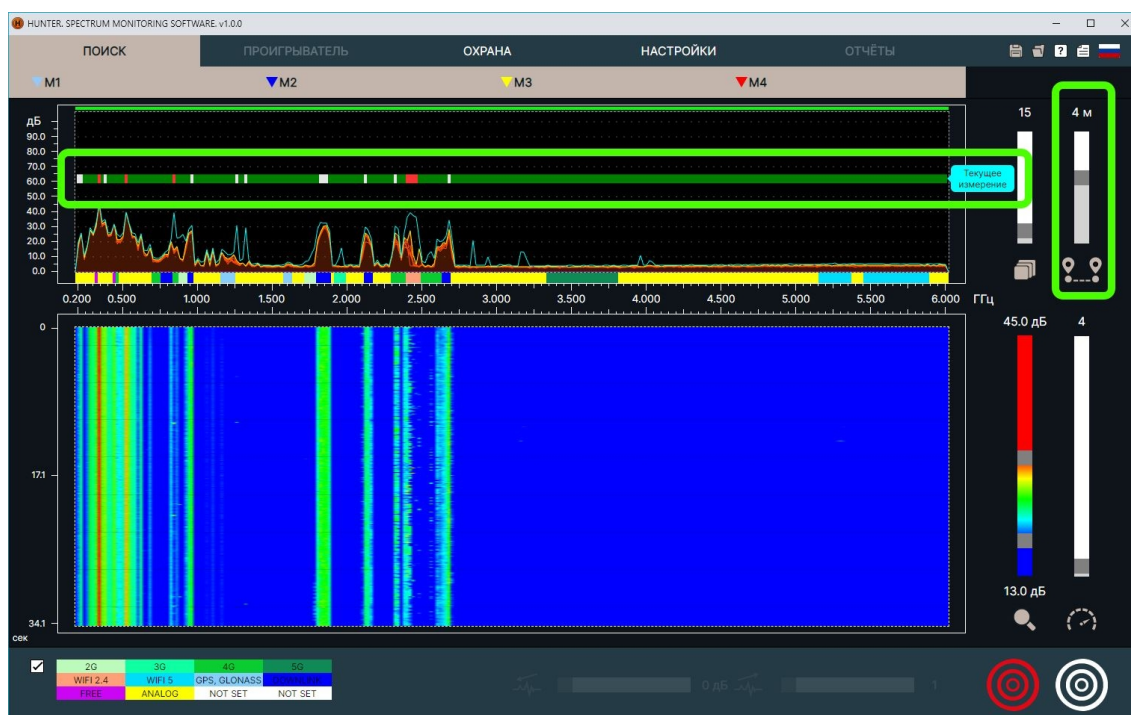 HUNTER. SPECTRUM MONITORING SOFTWARE. v1.0.0
ПОИСК ПРОИГРЫВАТЕЛЬ ОХРАНА НАСТРОЙКИ ОТЧЁТЫ
M1 M2 M3 M4
15 4 м
дБ
90.0
80.0
70.0
60.0
50.0
40.0
30.0
20.0
10.0
0.0
Текущее
измерение
0.200 0.500 1.000 1.500 2.000 2.500 3.000 3.500 4.000 4.500 5.000 5.500 6.000 ГГц
0
17.1
34.1
сек
45.0 дБ 4
13.0 дБ
2G 3G 4G 5G
WIFI 2.4 WIFI 5 GPS, GLONASS
FREE ANALOG NOT SET NOT SET
0 дБ 1